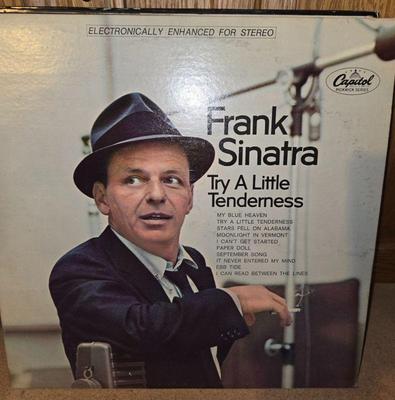 ELECTRONICALLY ENHANCED FOR STEREO
Capitol
PICKWICK SERIES
Frank
Sinatra
Try A Little
Tenderness
MY BLUE HEAVEN
TRY A LITTLE TENDERNESS
STARS FELL ON ALABAMA
MOONLIGHT IN VERMONT
I CAN'T GET STARTED
PAPER DOLL
SEPTEMBER SONG
IT NEVER ENTERED MY MIND
EBB TIDE
I CAN READ BETWEEN THE LINES